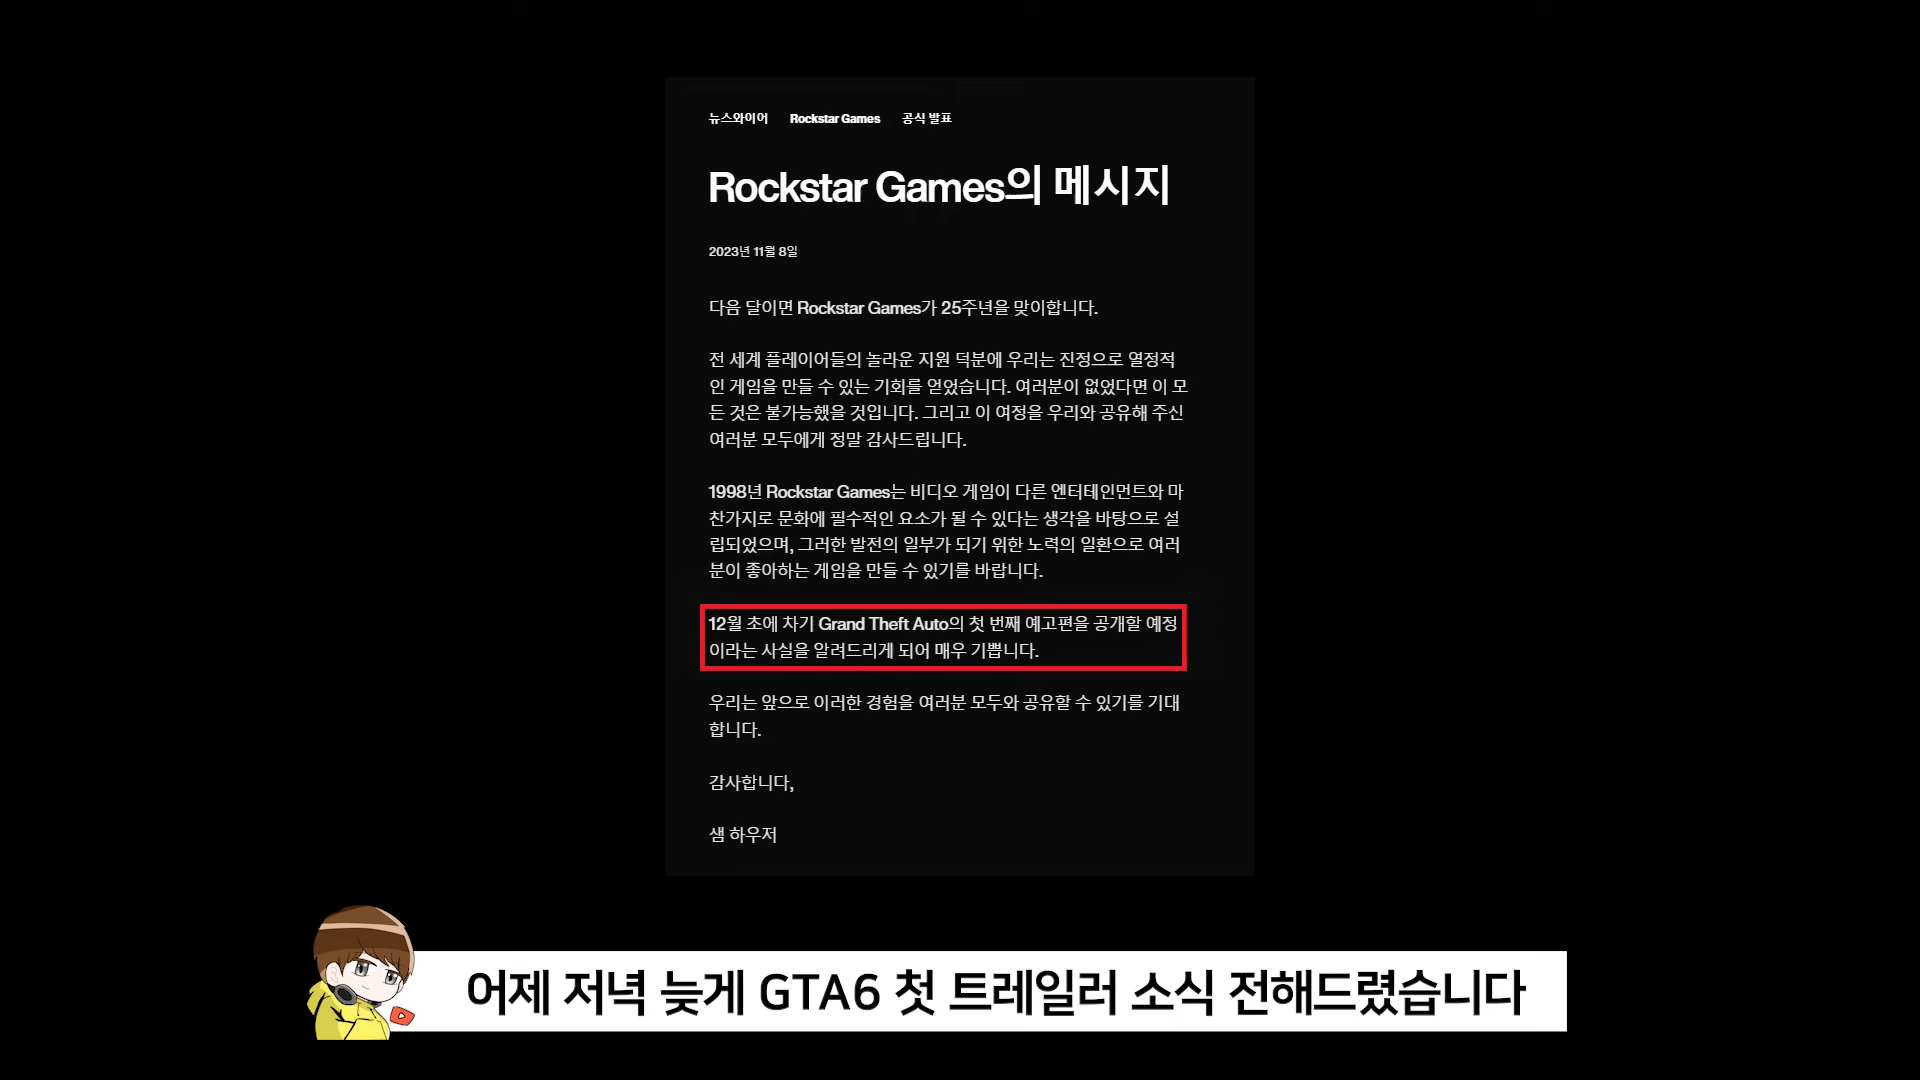 뉴스와이어 Rockstar Games 공식 발표
Rockstar Games의 메시지
2023년 11월 8일
다음 달이면 Rockstar Games가 25주년을 맞이합니다.
전 세계 플레이어들의 놀라운 지원 덕분에 우리는 진정으로 열정적
인 게임을 만들 수 있는 기회를 얻었습니다. 여러분이 없었다면 이 모
든 것은 불가능했을 것입니다. 그리고 이 여정을 우리와 공유해 주신
여러분 모두에게 정말 감사드립니다.
1998년 Rockstar Games는 비디오 게임이 다른 엔터테인먼트와 마
찬가지로 문화에 필수적인 요소가 될 수 있다는 생각을 바탕으로 설
립되었으며, 그러한 발전의 일부가 되기 위한 노력의 일환으로 여러
분이 좋아하는 게임을 만들 수 있기를 바랍니다.
12월 초에 차기 Grand Theft Auto의 첫 번째 예고편을 공개할 예정
이라는 사실을 알려드리게 되어 매우 기쁩니다.
우리는 앞으로 이러한 경험을 여러분 모두와 공유할 수 있기를 기대
합니다.
감사합니다,
샘 하우저
어제 저녁 늦게 GTA6 첫 트레일러 소식 전해드렸습니다